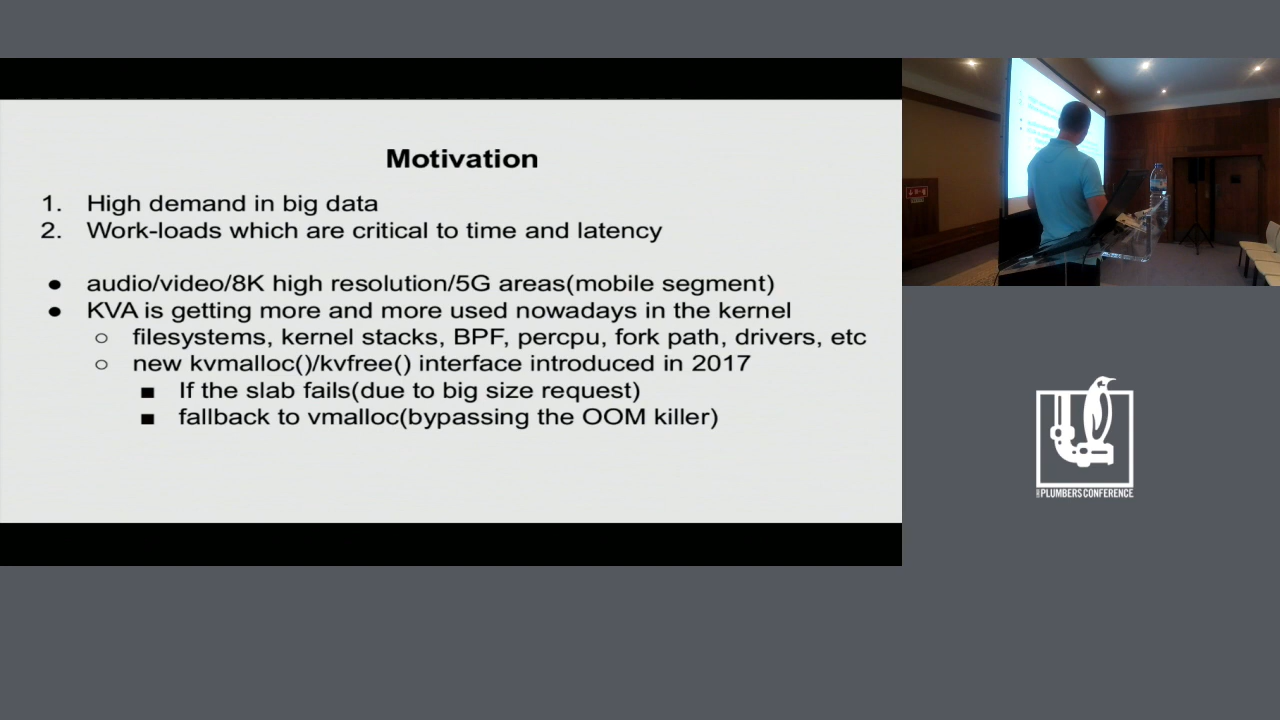 Motivation
1. High demand in big data
2. Work-loads which are critical to time and latency
● audio/video/8K high resolution/5G areas(mobile segment)
● KVA is getting more and more used nowadays in the kernel
○ filesystems, kernel stacks, BPF, percpu, fork path, drivers, etc
○ new kvmalloc()/kvfree() interface introduced in 2017
■ If the slab fails(due to big size request)
■ fallback to vmalloc(bypassing the OOM killer)
PLUMBERS CONFERENCE